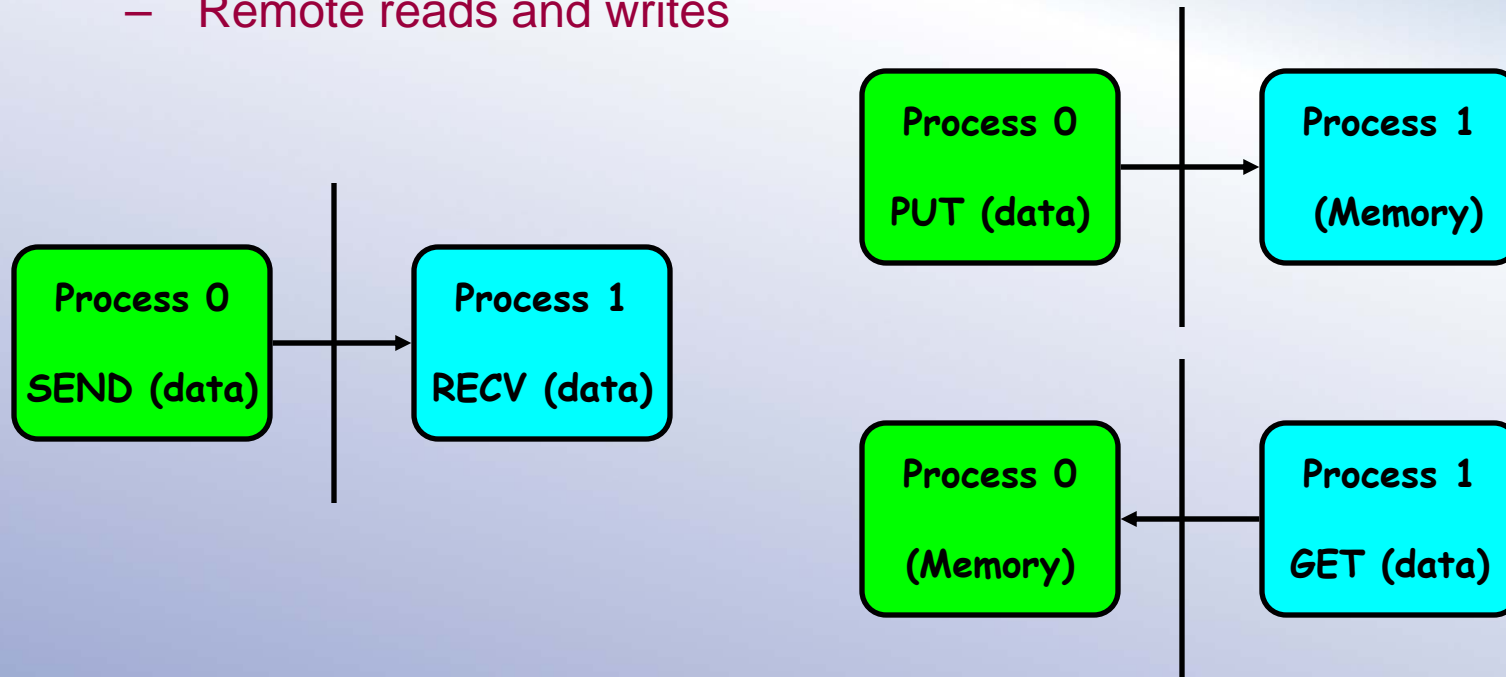 – Remote reads and writes
Process 0
SEND (data)
Process 1
RECV (data)
Process 0
PUT (data)
Process 1
(Memory)
Process 0
(Memory)
Process 1
GET (data)